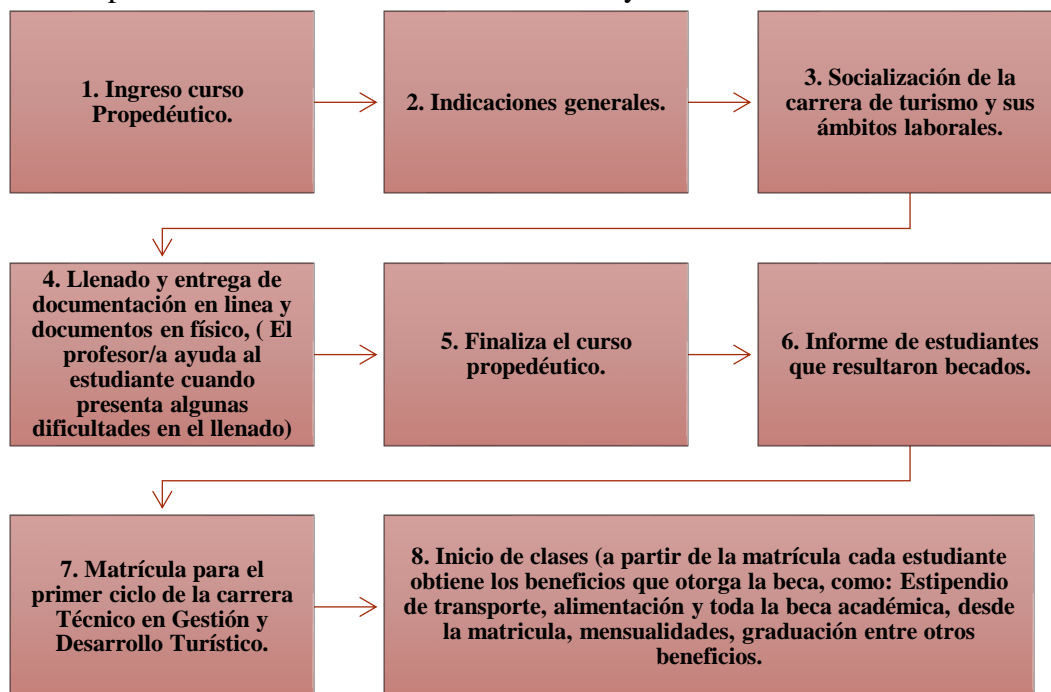 1. Ingreso curso
Propedéutico.
2. Indicaciones generales.
3. Socialización de la
carrera de turismo y sus
ámbitos laborales.
4. Llenado y entrega de
documentación en linea y
documentos en físico, ( El
profesor/a ayuda al
estudiante cuando
presenta algunas
dificultades en el llenado)
5. Finaliza el curso
propedéutico.
6. Informe de estudiantes
que resultaron becados.
7. Matrícula para el
primer ciclo de la carrera
Técnico en Gestión y
Desarrollo Turístico.
8. Inicio de clases (a partir de la matrícula cada estudiante
obtiene los beneficios que otorga la beca, como: Estipendio
de transporte, alimentación y toda la beca académica, desde
la matricula, mensualidades, graduación entre otros
beneficios.